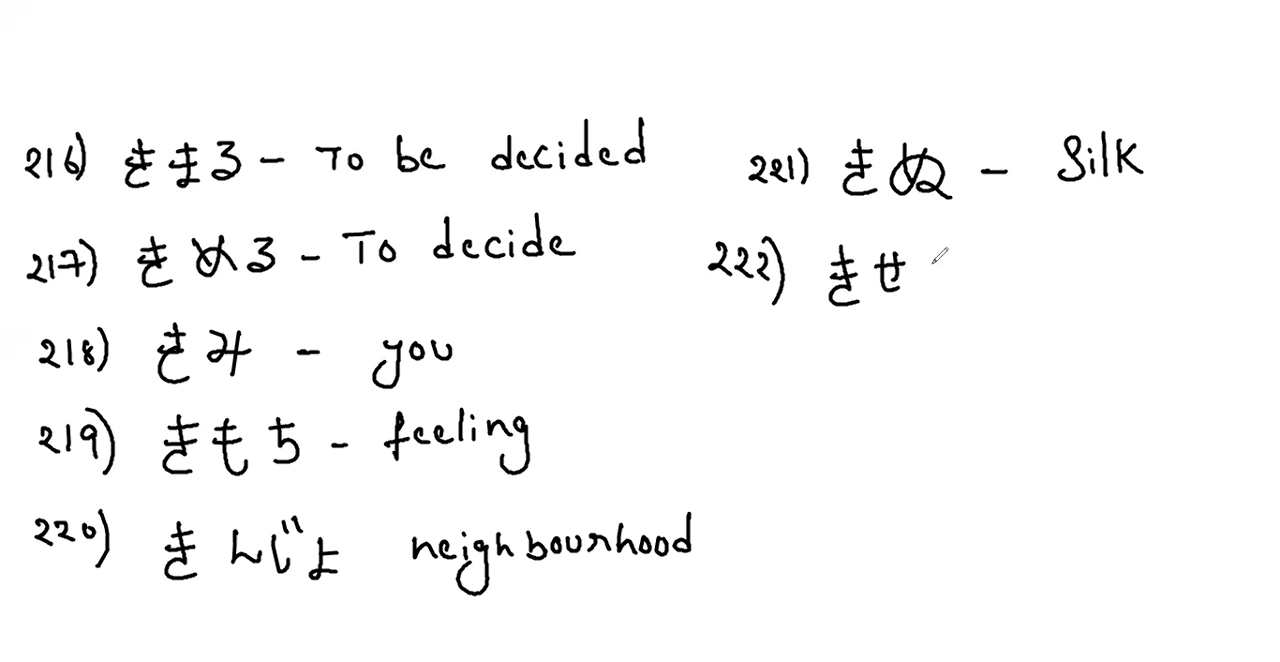 216) きまる - To be decided
217) きめる - To decide
218) きみ - you
219) きもち - feeling
220) きんじょ neighbourhood
221) きぬ - Silk
222) きせ